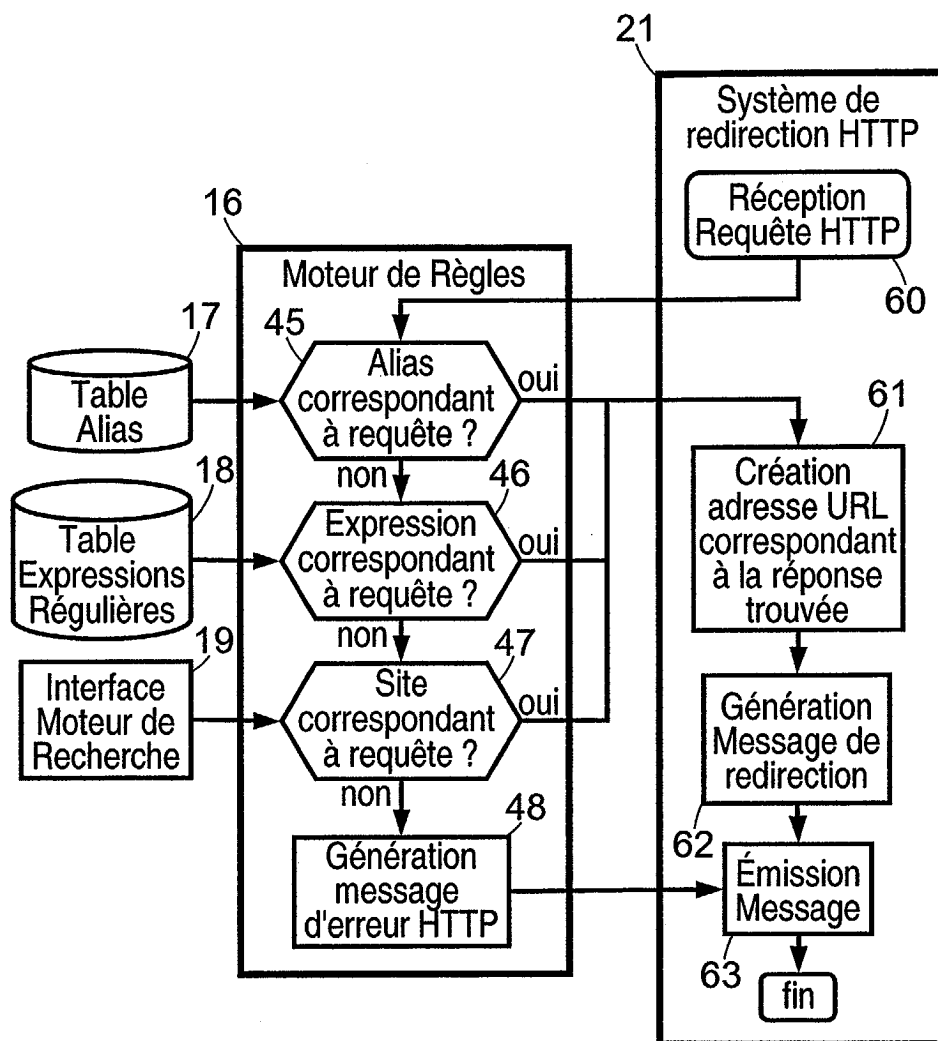 21
Système de
redirection HTTP
Réception
Requête HTTP
60
16
Moteur de Règles
17
Table
Alias
45
Alias
correspondant
à requête ?
oui
non
18
Table
Expressions
Régulières
46
Expression
correspondant
à requête ?
oui
non
19
Interface
Moteur de
Recherche
47
Site
correspondant
à requête ?
oui
non
48
Génération
message
d'erreur HTTP
61
Création
adresse URL
correspondant
à la réponse
trouvée
Génération
Message de
redirection
62
Émission
Message
63
fin